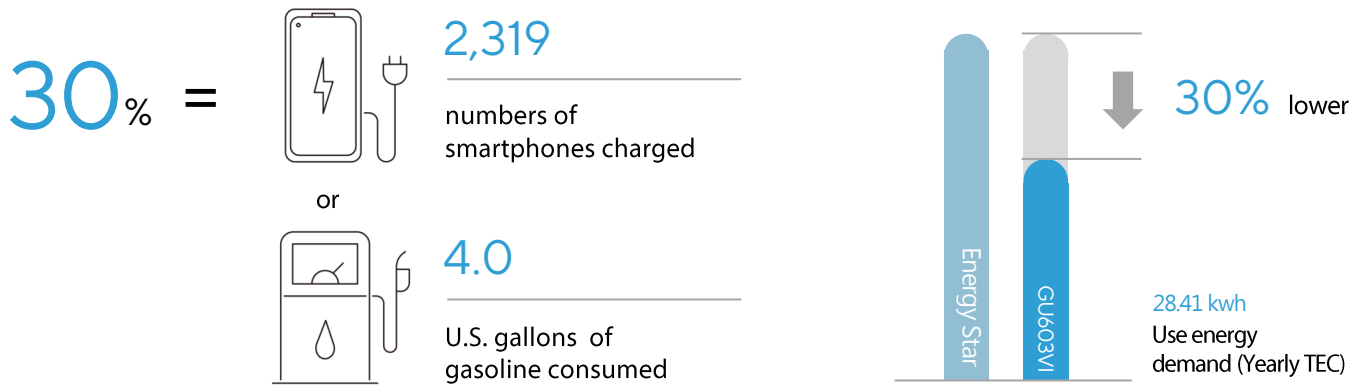 30% =
2,319
numbers of
smartphones charged
or
4.0
U.S. gallons of
gasoline consumed
Energy Star
GU603VI
30% lower
28.41 kwh
Use energy
demand (Yearly TEC)